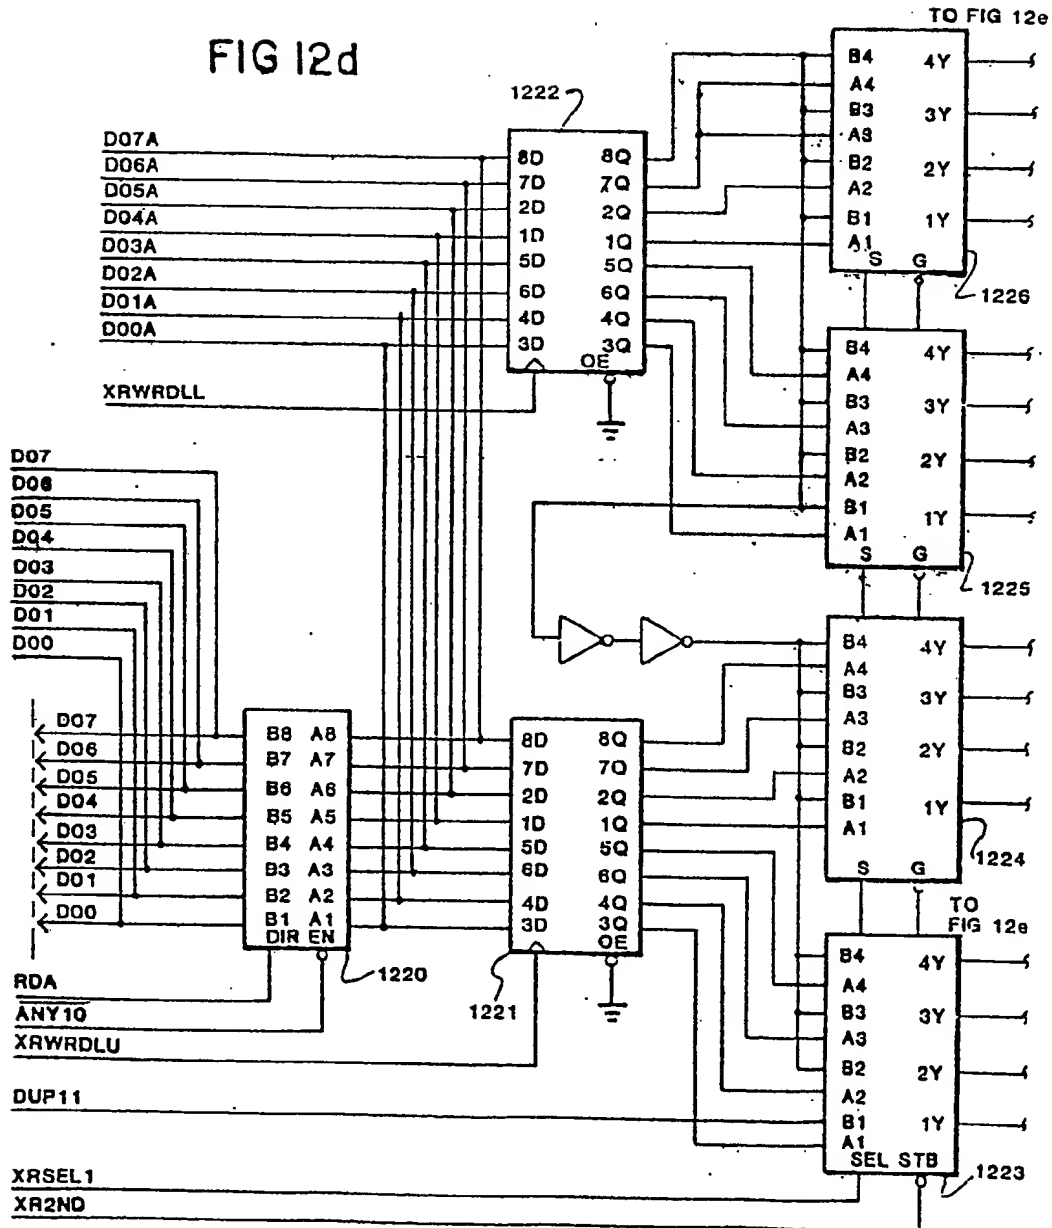 TO FIG 12e
FIG 12d
1222
D07A
D06A
D05A
D04A
D03A
D02A
D01A
D00A
XRWRDLL
8D 8Q
7D 7Q
2D 2Q
1D 1Q
5D 5Q
6D 6Q
4D 4Q
3D 3Q
OE
B4 4Y
A4
B3 3Y
A3
B2 2Y
A2
B1 1Y
A1
S G
1226
B4 4Y
A4
B3 3Y
A3
B2 2Y
A2
B1 1Y
A1
S G
1225
D07
D06
D05
D04
D03
D02
D01
D00
D07
D06
D05
D04
D03
D02
D01
D00
B8 A8
B7 A7
B6 A6
B5 A5
B4 A4
B3 A3
B2 A2
B1 A1
DIR EN
1220
8D 8Q
7D 7Q
2D 2Q
1D 1Q
5D 5Q
6D 6Q
4D 4Q
3D 3Q
OE
1221
B4 4Y
A4
B3 3Y
A3
B2 2Y
A2
B1 1Y
A1
S G
1224
TO
FIG 12e
B4 4Y
A4
B3 3Y
A3
B2 2Y
A2
B1 1Y
A1
SEL STB
1223
RDA
ANY10
XRWRDLU
DUP11
XRSEL1
XR2ND